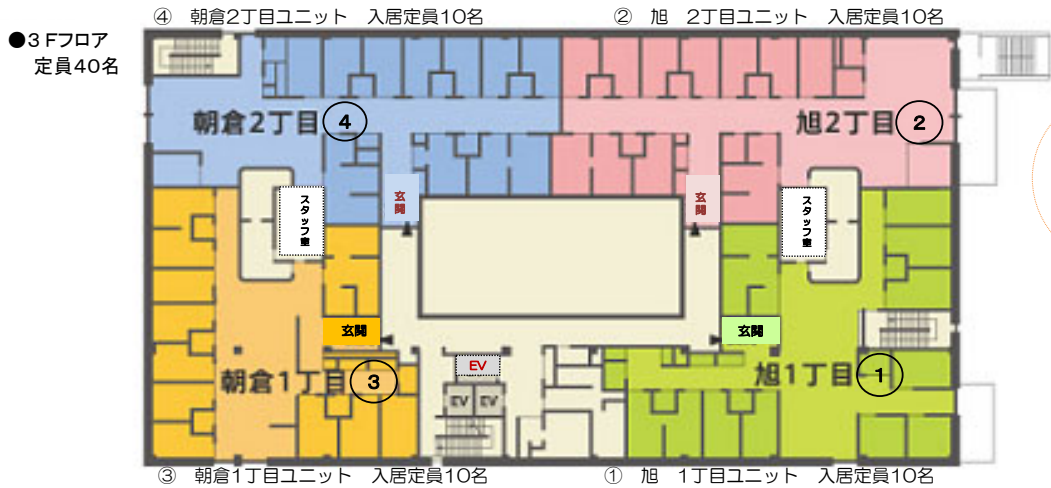 ④ 朝倉2丁目ユニット 入居定員10名
② 旭 2丁目ユニット 入居定員10名
●3Fフロア
定員40名
朝倉2丁目 4
旭2丁目 2
玄関
玄関
スタッフ室
スタッフ室
玄関
玄関
EV
朝倉1丁目 3
旭1丁目 1
EV EV
③ 朝倉1丁目ユニット 入居定員10名
① 旭 1丁目ユニット 入居定員10名